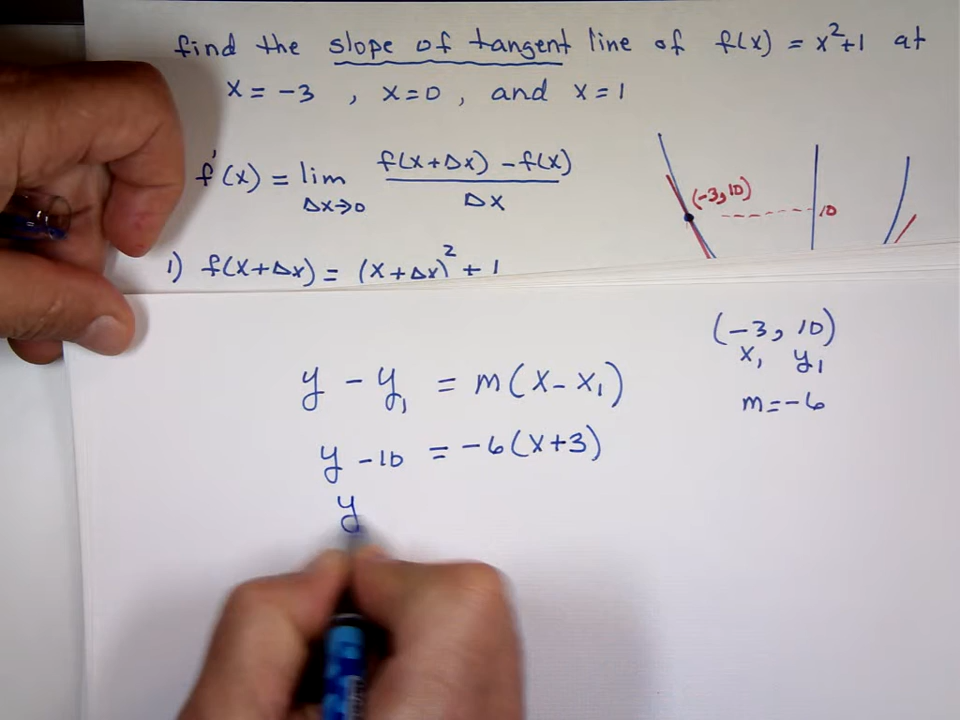 find the slope of tangent line of f(x) = x²+1 at
x = -3 , x=0 , and x=1
f'(x) = lim Δx→0 f(x+Δx) - f(x) / Δx
(-3,10)
10
1) f(x+Δx) = (x+Δx)² + 1
(-3, 10)
x₁ y₁
m=-6
y - y₁ = m(x-x₁)
y -10 = -6(x+3)
y